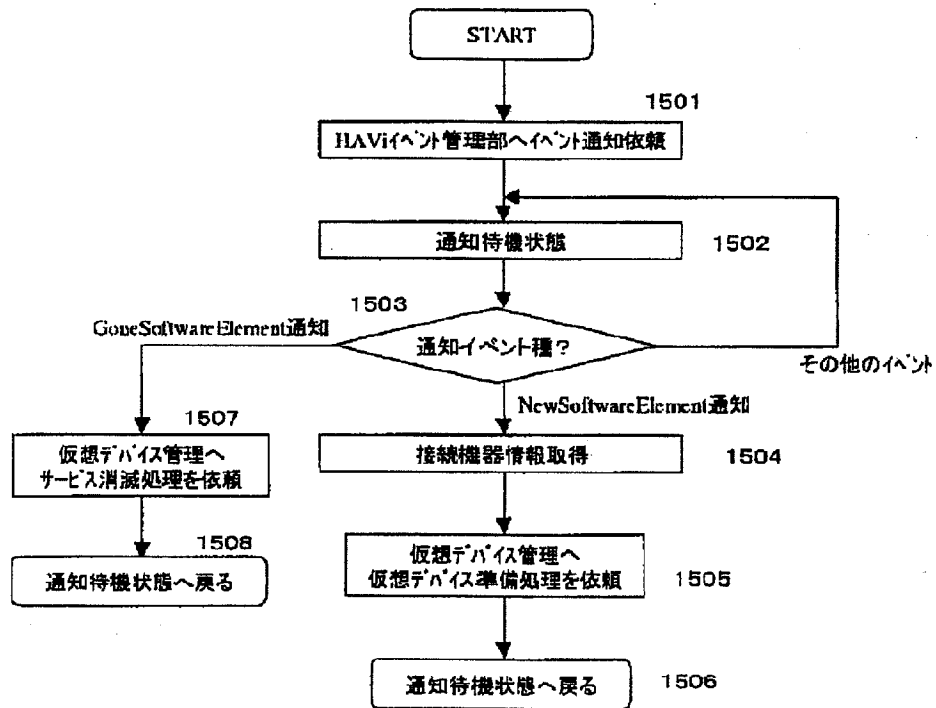 START
1501
HAViイベント管理部へイベント通知依頼
通知待機状態
1502
1503
GoneSoftwareElement通知
通知イベント種?
その他のイベント
NewSoftwareElement通知
1507
仮想デバイス管理へ
サービス消滅処理を依頼
接続機器情報取得
1504
1508
通知待機状態へ戻る
仮想デバイス管理へ
仮想デバイス準備処理を依頼
1505
通知待機状態へ戻る
1506